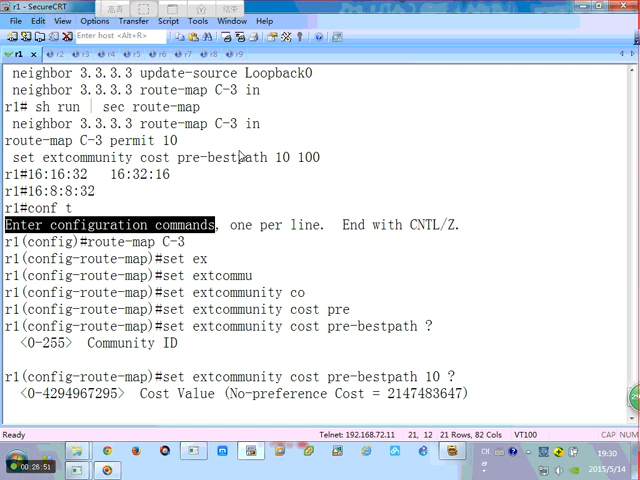 r1 - SecureCRT
File Edit View Options Transfer Script Tools Window Help
Enter host <Alt+R>
r1 × r2 r3 r4 r5 r6 r7 r8 r9
neighbor 3.3.3.3 update-source Loopback0
neighbor 3.3.3.3 route-map C-3 in
r1# sh run | sec route-map
neighbor 3.3.3.3 route-map C-3 in
route-map C-3 permit 10
set extcommunity cost pre-bestpath 10 100
r1#16:16:32 16:32:16
r1#16:8:8:32
r1#conf t
Enter configuration commands, one per line. End with CNTL/Z.
r1(config)#route-map C-3
r1(config-route-map)#set ex
r1(config-route-map)#set extcommu
r1(config-route-map)#set extcommunity co
r1(config-route-map)#set extcommunity cost pre
r1(config-route-map)#set extcommunity cost pre-bestpath ?
<0-255> Community ID
r1(config-route-map)#set extcommunity cost pre-bestpath 10 ?
<0-4294967295> Cost Value (No-preference Cost = 2147483647)
Ready Telnet: 192.168.72.11 21, 12 21 Rows, 82 Cols VT100 CAP NUM
00:26:51
CH
19:30
2015/5/14